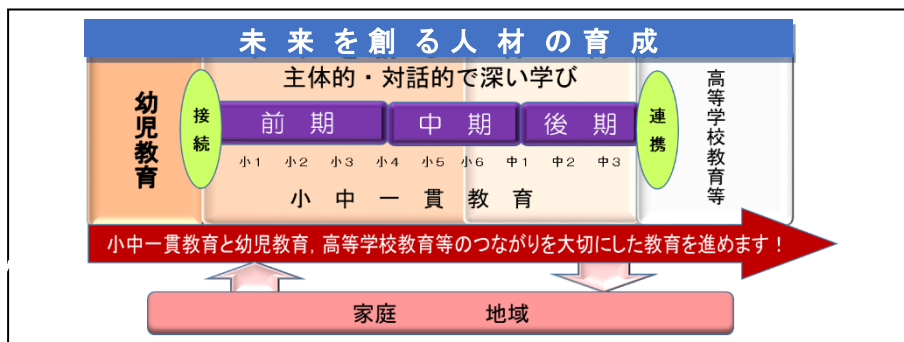 未来を創る人材の育成
主体的・対話的で深い学び
幼児教育
接続
前期
中期
後期
連携
高等学校教育等
小1 小2 小3 小4 小5 小6 中1 中2 中3
小中一貫教育
小中一貫教育と幼児教育,高等学校教育等のつながりを大切にした教育を進めます！
家庭 地域